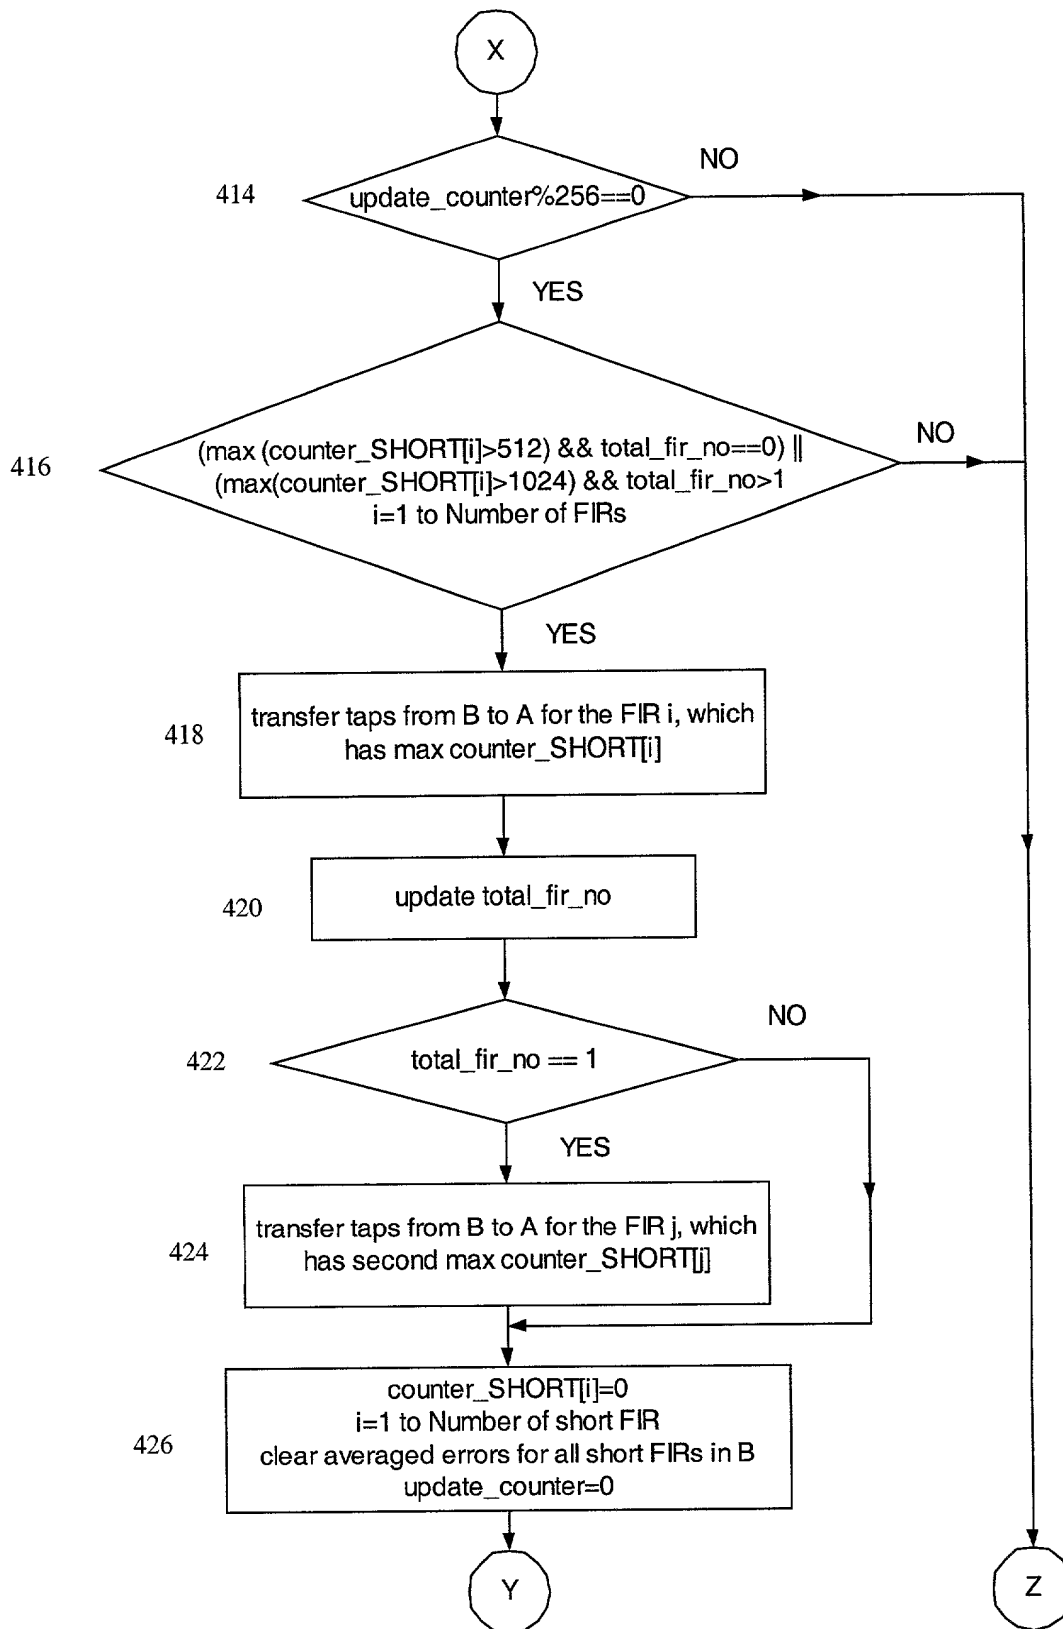 X
NO
414
update_counter%256==0
YES
NO
416
(max (counter_SHORT[i]>512) && total_fir_no==0) ||
(max(counter_SHORT[i]>1024) && total_fir_no>1
i=1 to Number of FIRs
YES
418
transfer taps from B to A for the FIR i, which
has max counter_SHORT[i]
420
update total_fir_no
NO
422
total_fir_no == 1
YES
424
transfer taps from B to A for the FIR j, which
has second max counter_SHORT[j]
426
counter_SHORT[i]=0
i=1 to Number of short FIR
clear averaged errors for all short FIRs in B
update_counter=0
Y
Z